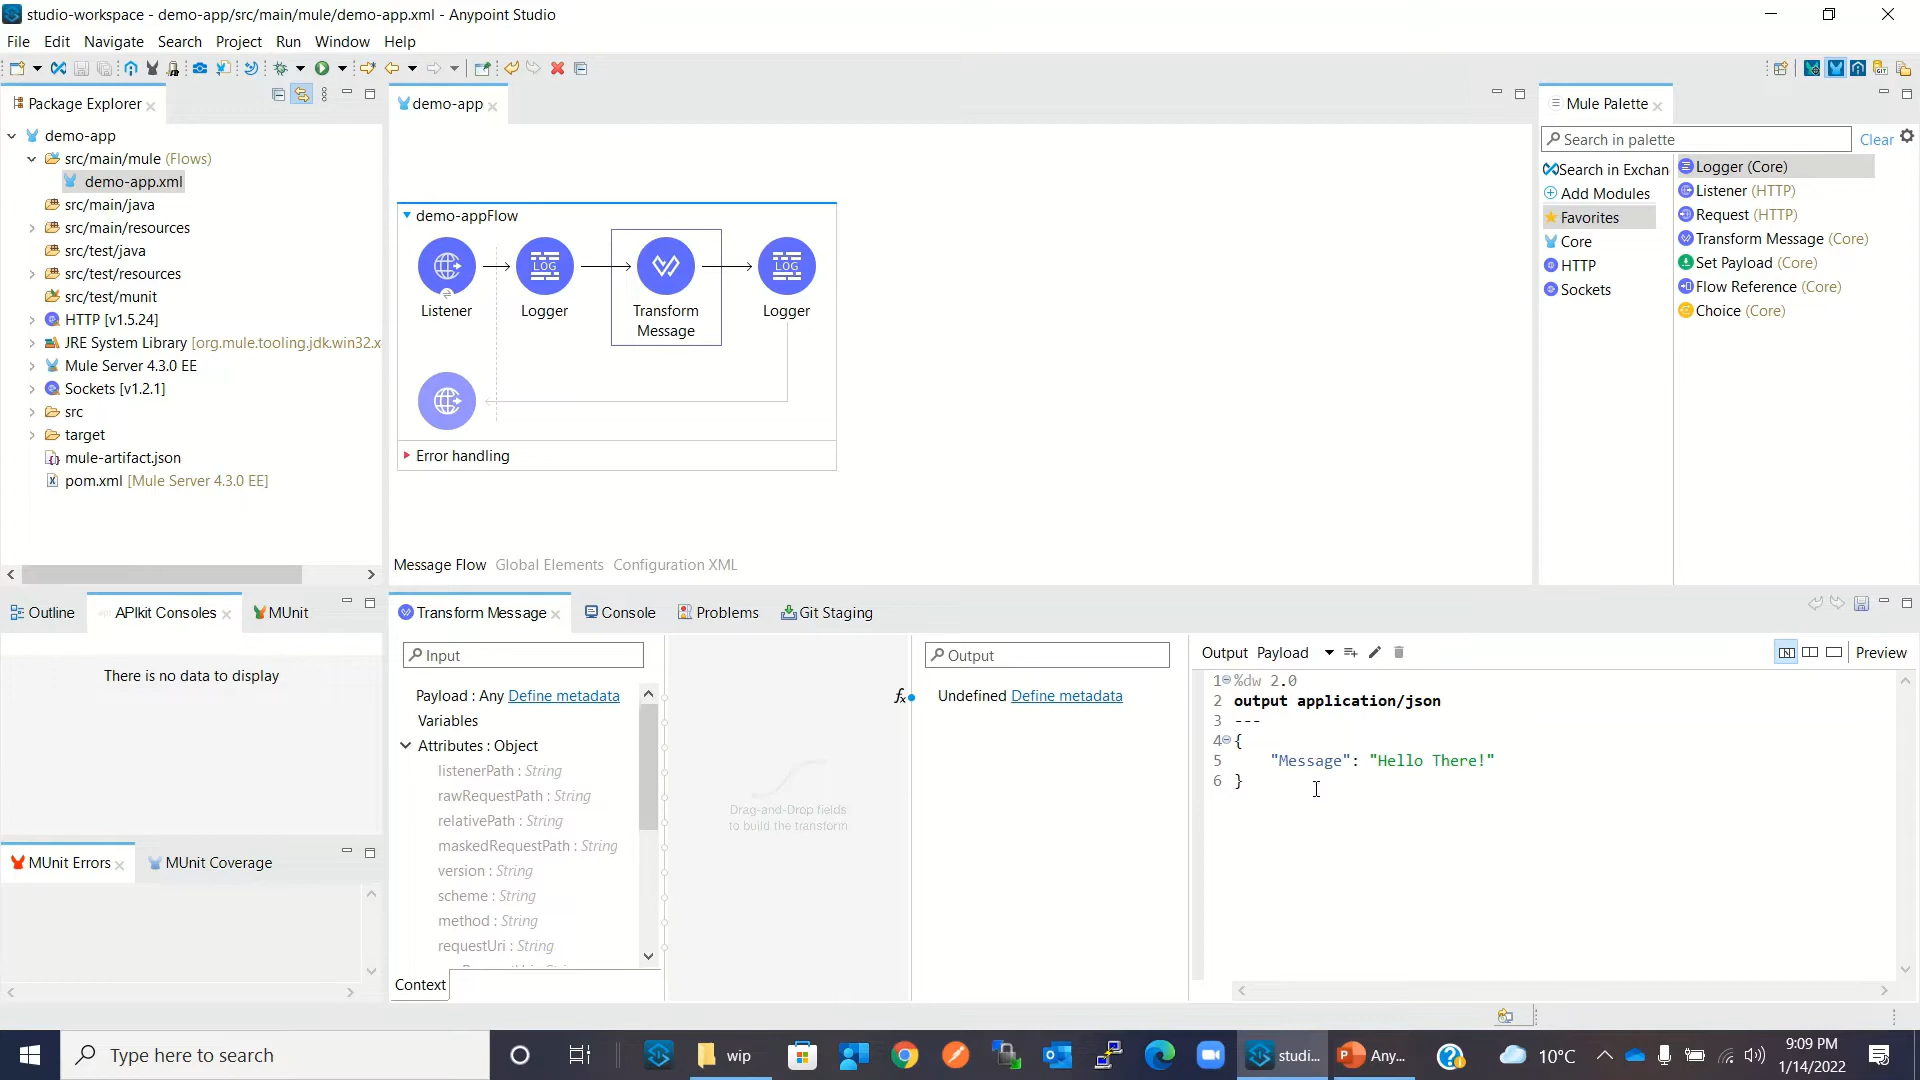 studio-workspace - demo-app/src/main/mule/demo-app.xml - Anypoint Studio
File Edit Navigate Search Project Run Window Help
Package Explorer
demo-app
src/main/mule (Flows)
demo-app.xml
src/main/java
src/main/resources
src/test/java
src/test/resources
src/test/munit
HTTP [v1.5.24]
JRE System Library [org.mule.tooling.jdk.win32.x
Mule Server 4.3.0 EE
Sockets [v1.2.1]
src
target
mule-artifact.json
pom.xml [Mule Server 4.3.0 EE]
demo-app
demo-appFlow
LOG
LOG
Listener
Logger
Transform
Message
Logger
Error handling
Message Flow Global Elements Configuration XML
Mule Palette
Search in palette
Clear
Search in Exchan
Add Modules
Favorites
Core
HTTP
Sockets
Logger (Core)
Listener (HTTP)
Request (HTTP)
Transform Message (Core)
Set Payload (Core)
Flow Reference (Core)
Choice (Core)
Outline
APIkit Consoles
MUnit
There is no data to display
MUnit Errors
MUnit Coverage
Transform Message
Console
Problems
Git Staging
Input
Payload : Any Define metadata
Variables
Attributes : Object
listenerPath : String
rawRequestPath : String
relativePath : String
maskedRequestPath : String
version : String
scheme : String
method : String
requestUri : String
Context
Drag-and-Drop fields
to build the transform
fx
Output
Undefined Define metadata
Output Payload
Preview
1 %dw 2.0
2 output application/json
3 ---
4 {
5 "Message": "Hello There!"
6 }
Type here to search
wip
studi...
Any...
10°C
9:09 PM
1/14/2022